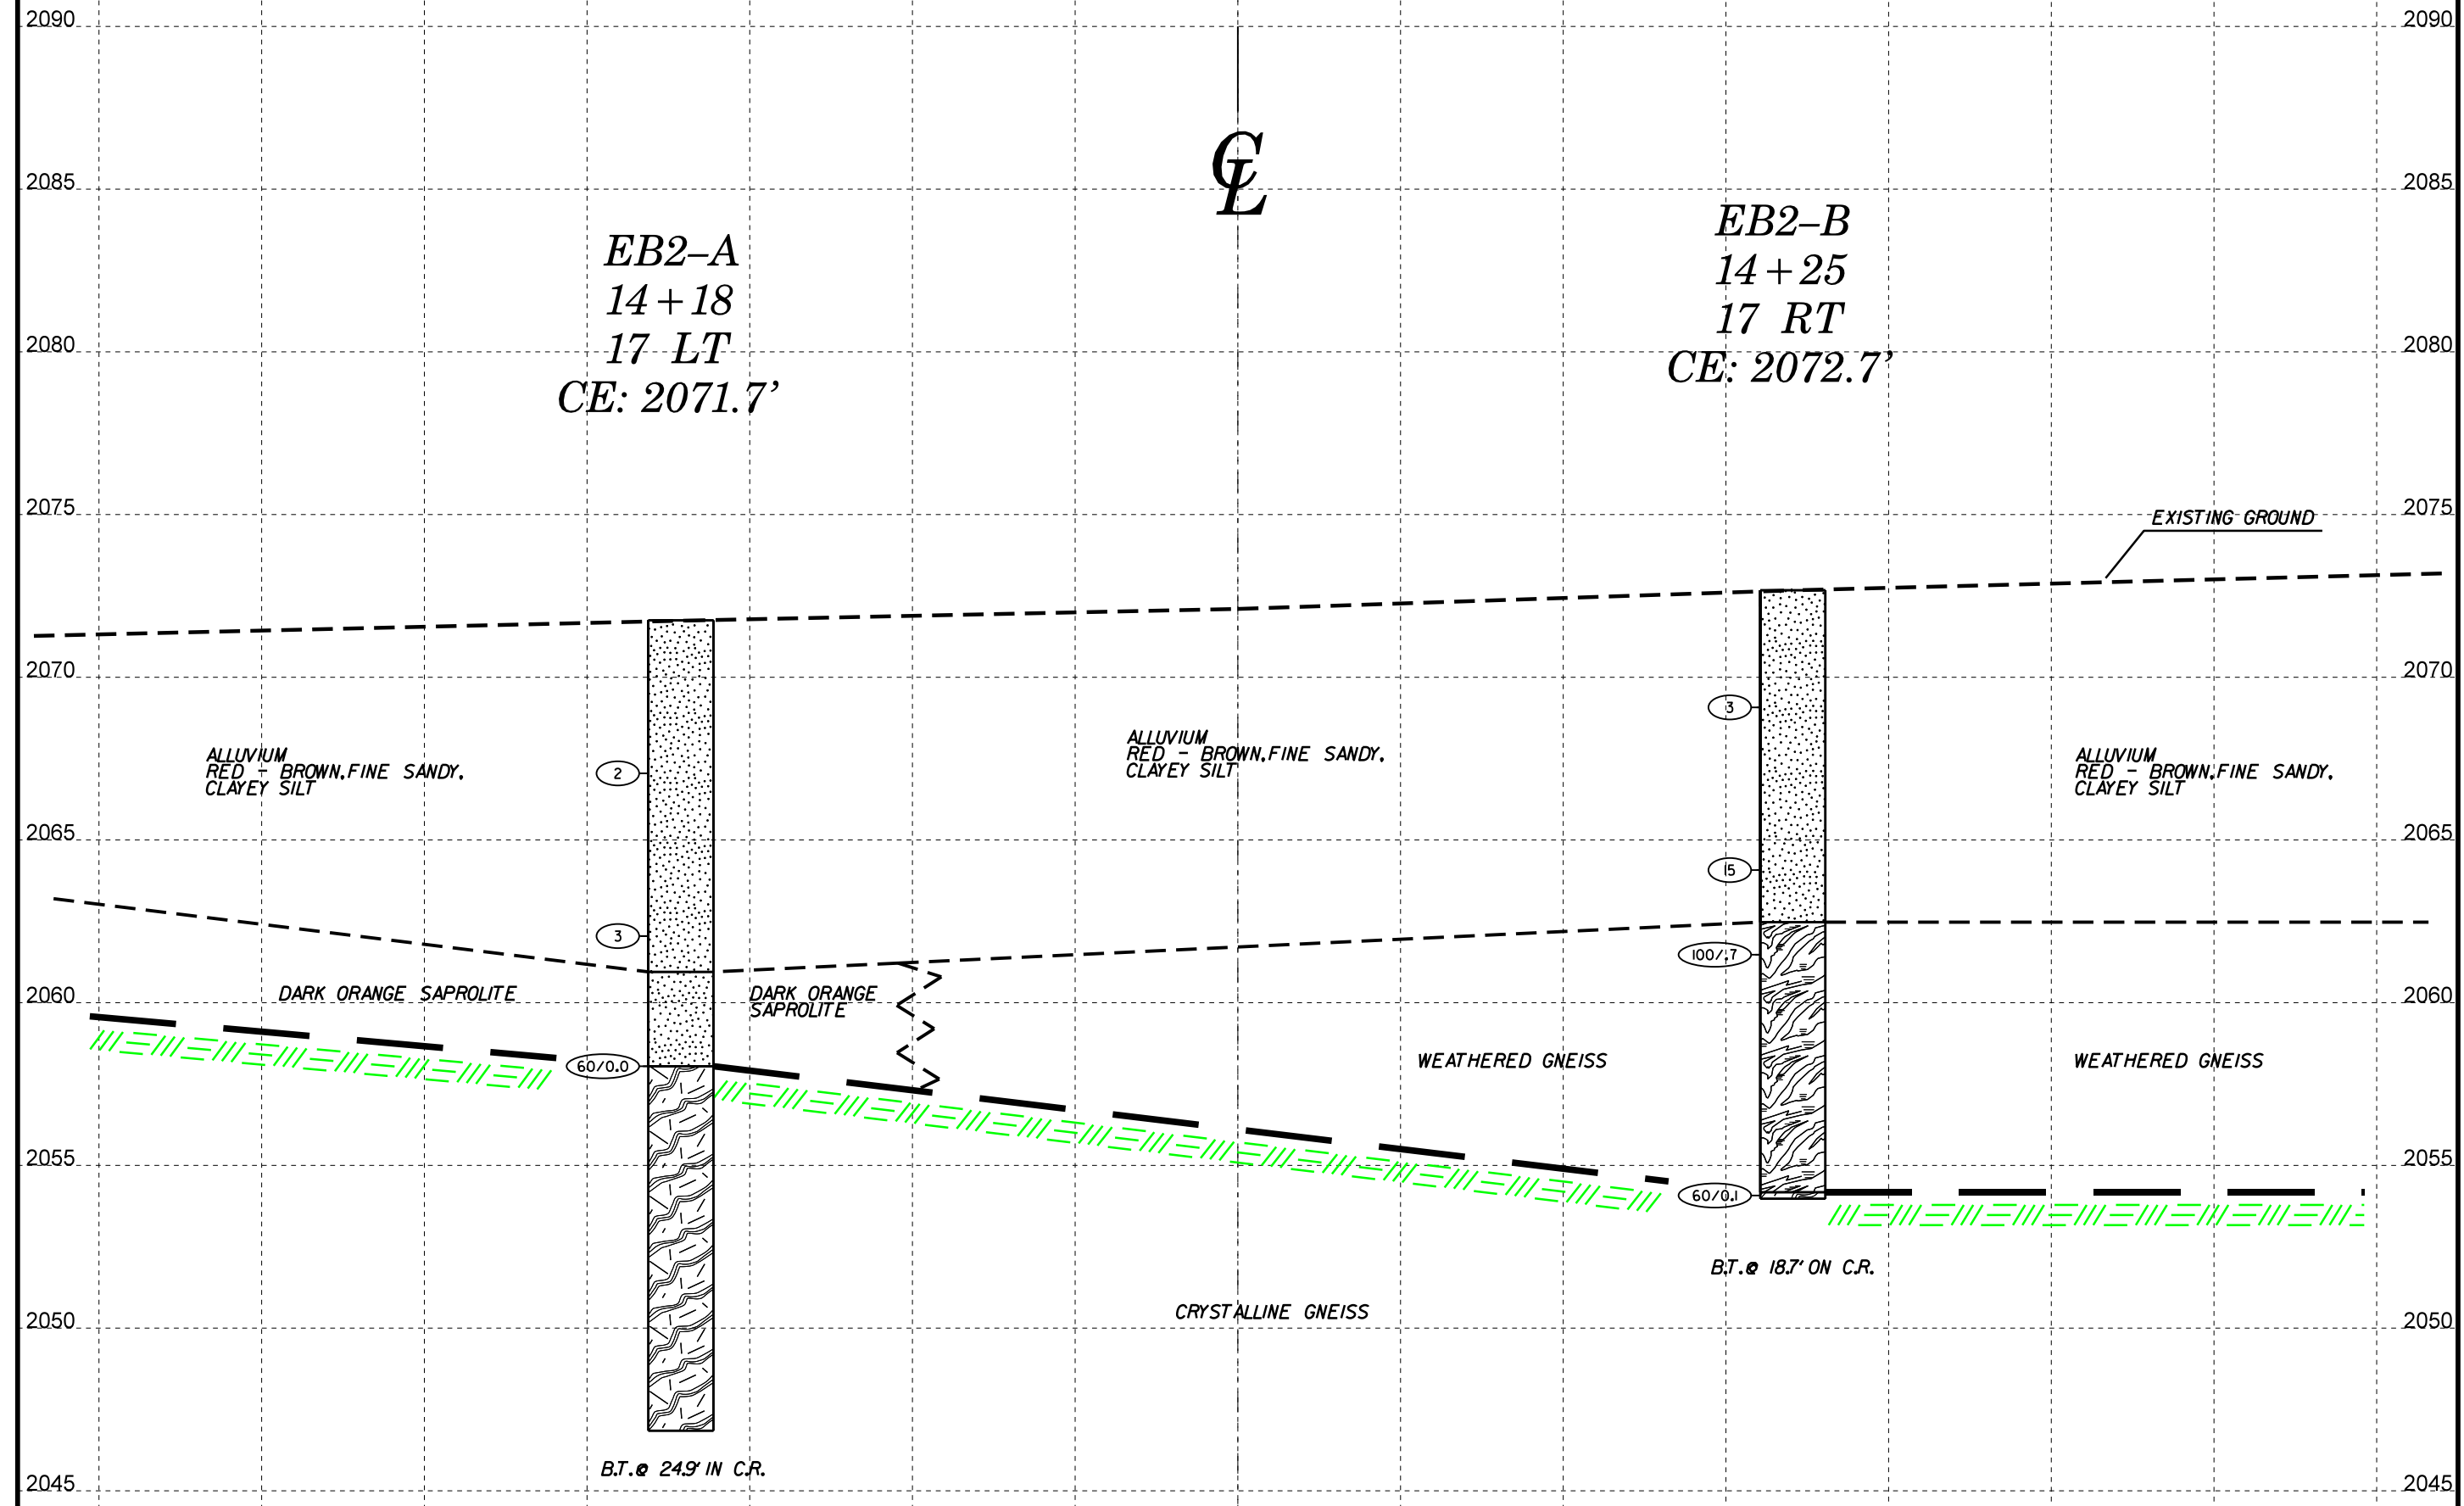 2090 2090
2085 2085
2080 2080
2075 2075
2070 2070
2065 2065
2060 2060
2055 2055
2050 2050
2045 2045
CL
EB2–A
14+18
17 LT
CE: 2071.7'
EB2–B
14+25
17 RT
CE: 2072.7'
EXISTING GROUND
ALLUVIUM
RED - BROWN, FINE SANDY,
CLAYEY SILT
2
3
60/0.0
ALLUVIUM
RED - BROWN, FINE SANDY,
CLAYEY SILT
3
15
100/.7
60/0.1
ALLUVIUM
RED - BROWN, FINE SANDY,
CLAYEY SILT
DARK ORANGE SAPROLITE
DARK ORANGE
SAPROLITE
WEATHERED GNEISS
WEATHERED GNEISS
B.T.@ 18.7' ON C.R.
CRYSTALLINE GNEISS
B.T.@ 24.9' IN C.R.